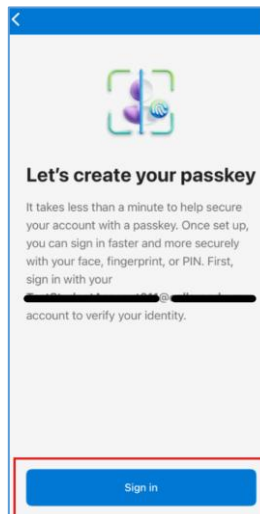 Let's create your passkey
It takes less than a minute to help secure
your account with a passkey. Once set up,
you can sign in faster and more securely
with your face, fingerprint, or PIN. First,
sign in with your
account to verify your identity.
Sign in